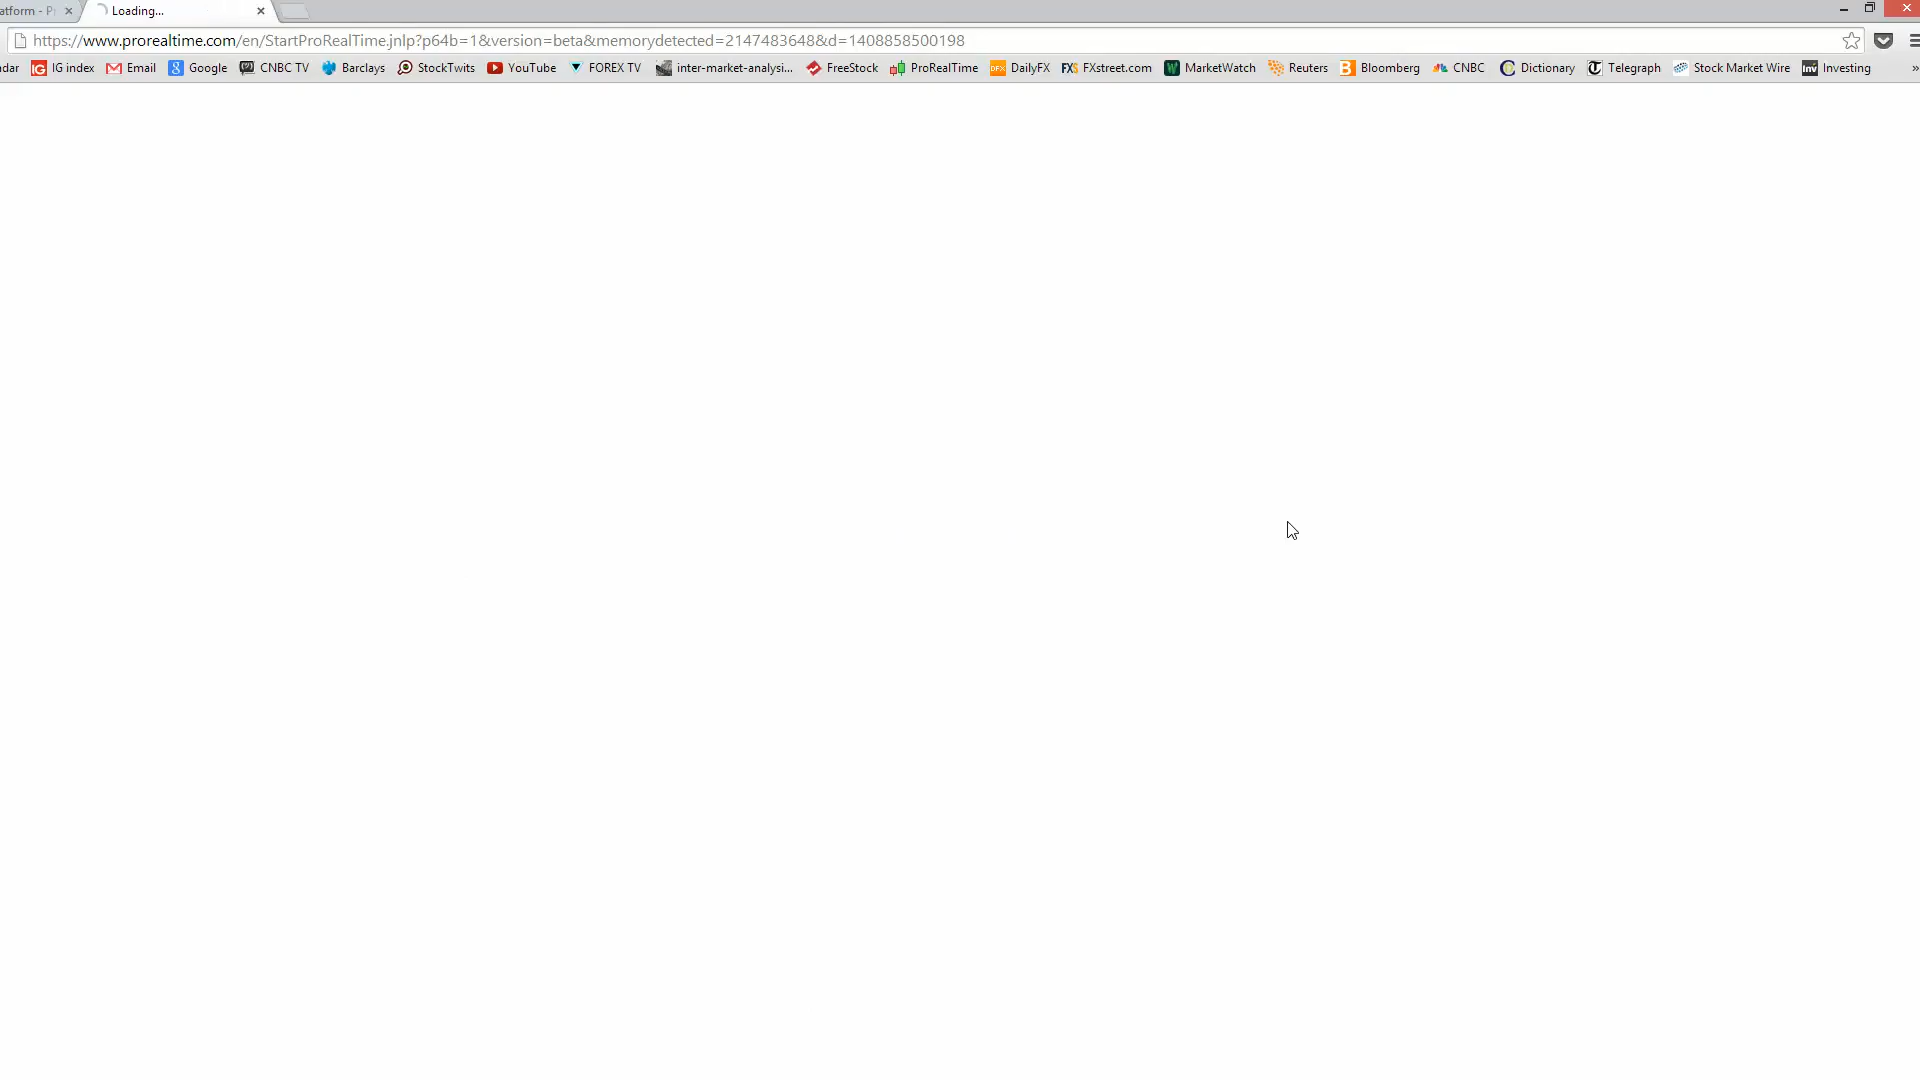 atform - P Loading...
https://www.prorealtime.com/en/StartProRealTime.jnlp?p64b=1&version=beta&memorydetected=2147483648&d=1408858500198
ndar IG index Email Google CNBC TV Barclays StockTwits YouTube FOREX TV inter-market-analysi... FreeStock ProRealTime DailyFX FXstreet.com MarketWatch Reuters Bloomberg CNBC Dictionary Telegraph Stock Market Wire Investing »